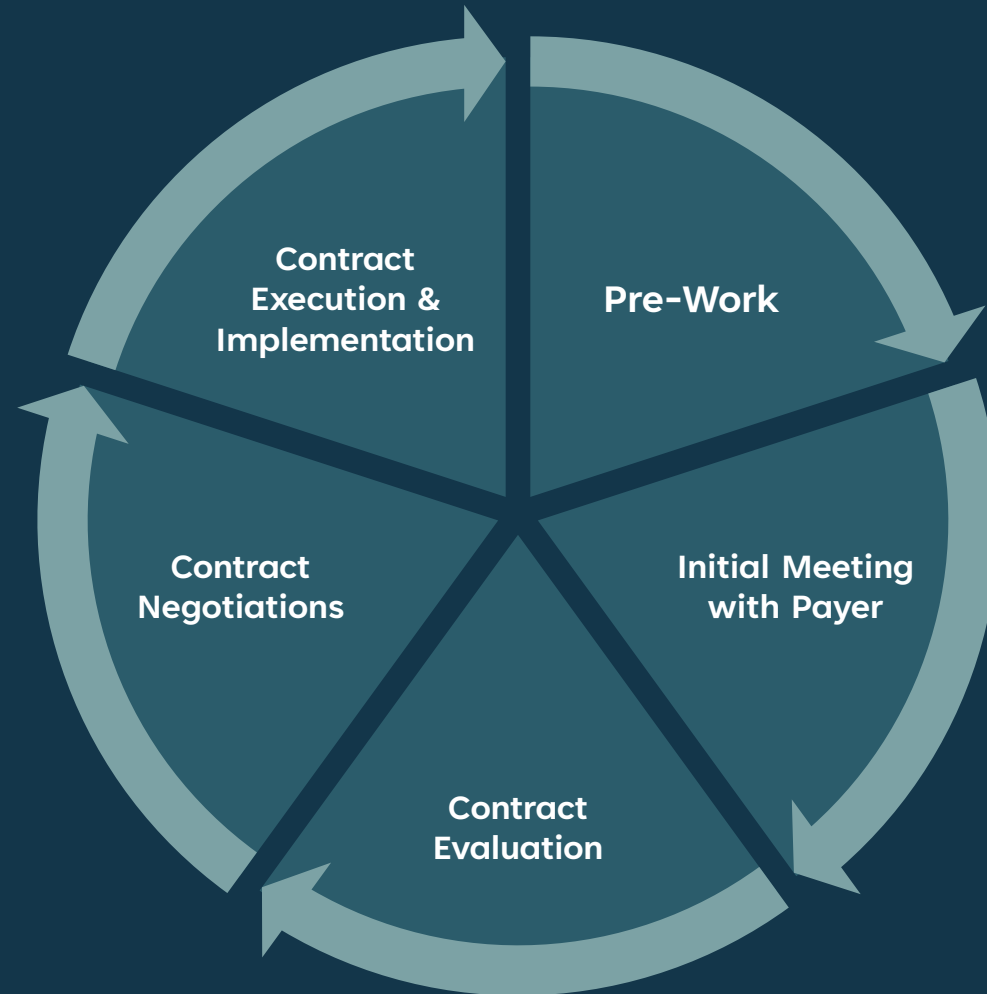 Pre-Work
Initial Meeting
with Payer
Contract
Evaluation
Contract
Negotiations
Contract
Execution &
Implementation